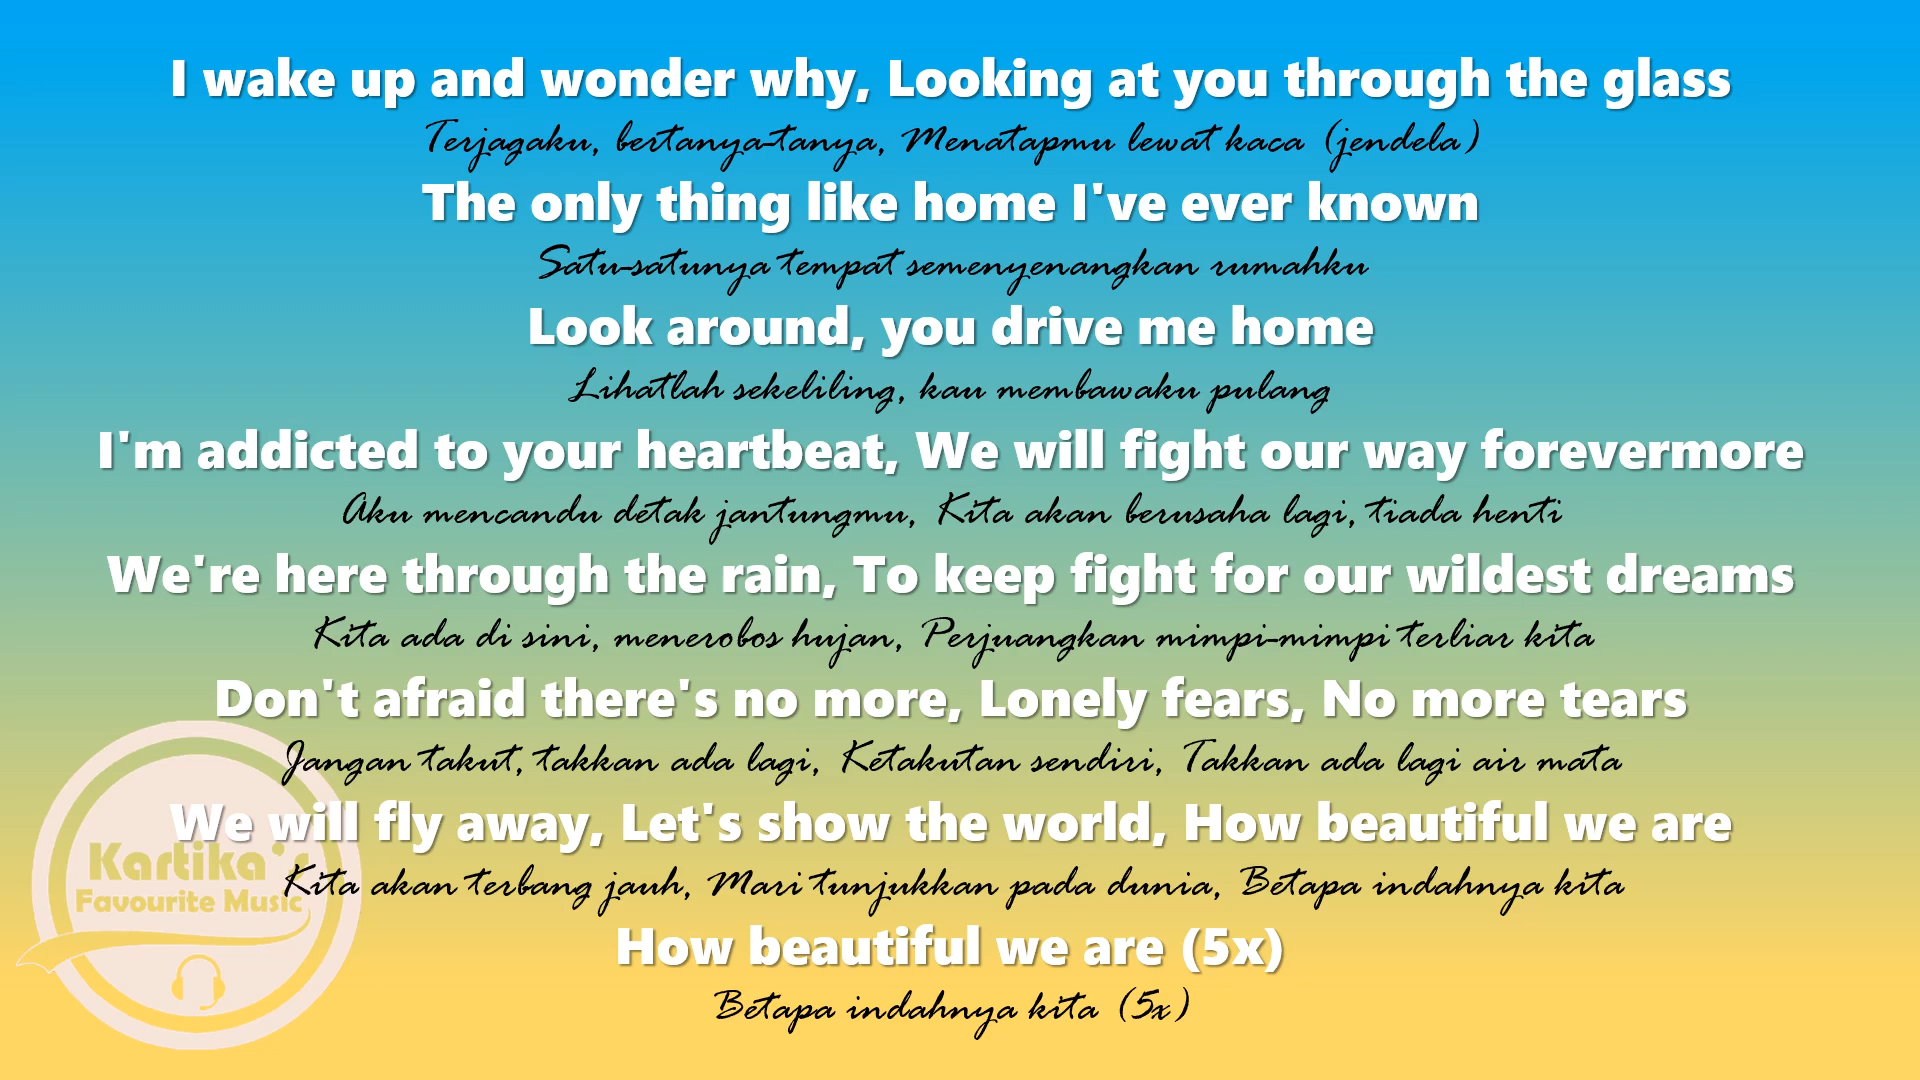 I wake up and wonder why, Looking at you through the glass
Terjagaku, bertanya-tanya, Menatapmu lewat kaca (jendela)
The only thing like home I've ever known
Satu-satunya tempat semenyenangkan rumahku
Look around, you drive me home
Lihatlah sekeliling, kau membawaku pulang
I'm addicted to your heartbeat, We will fight our way forevermore
Aku mencandu detak jantungmu, Kita akan berusaha lagi, tiada henti
We're here through the rain, To keep fight for our wildest dreams
Kita ada di sini, menerobos hujan, Perjuangkan mimpi-mimpi terliar kita
Don't afraid there's no more, Lonely fears, No more tears
Jangan takut, takkan ada lagi, Ketakutan sendiri, Takkan ada lagi air mata
We will fly away, Let's show the world, How beautiful we are
Kita akan terbang jauh, Mari tunjukkan pada dunia, Betapa indahnya kita
How beautiful we are (5x)
Betapa indahnya kita (5x)
Kartika's
Favourite Music